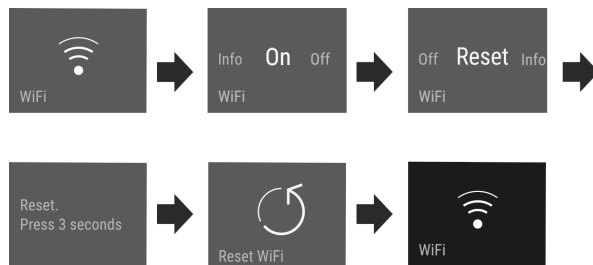 WiFi
Info On Off
WiFi
Off Reset Info
WiFi
Reset.
Press 3 seconds
Reset WiFi
WiFi